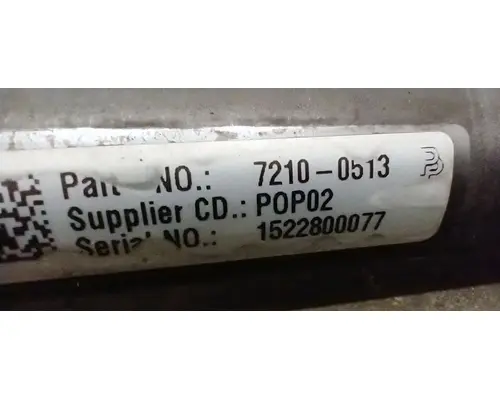 Part NO.: 7210-0513
Supplier CD.: POP02
Serial NO.: 1522800077